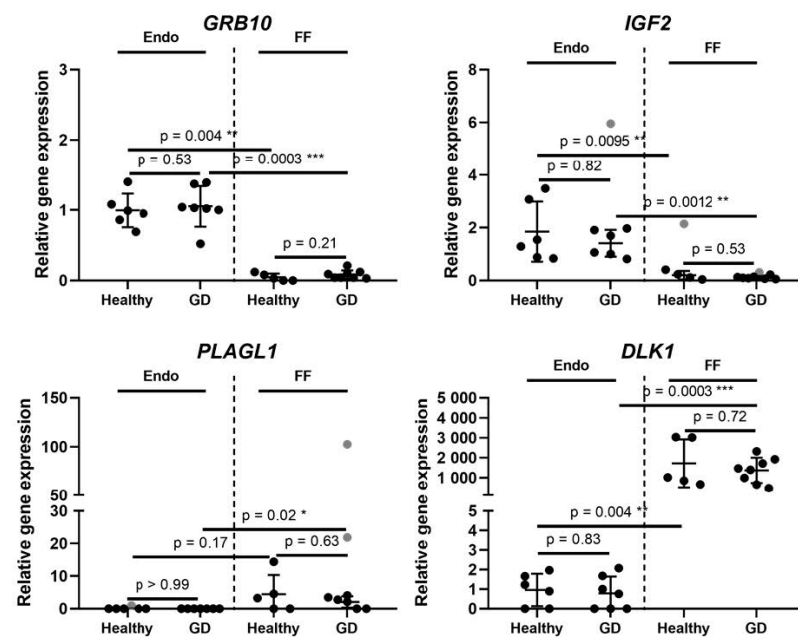 GRB10
Endo FF
Relative gene expression
3
2
1
0
p = 0.004 **
p = 0.53 p = 0.0003 ***
p = 0.21
Healthy GD Healthy GD
IGF2
Endo FF
Relative gene expression
8
6
4
2
0
p = 0.0095 **
p = 0.82
p = 0.0012 **
p = 0.53
Healthy GD Healthy GD
PLAGL1
Endo FF
Relative gene expression
150
100
50
30
20
10
0
p = 0.02 *
p = 0.17 p = 0.63
p > 0.99
Healthy GD Healthy GD
DLK1
Endo FF
Relative gene expression
5 000
4 000
3 000
2 000
1 000
5
4
3
2
1
0
p = 0.0003 ***
p = 0.72
p = 0.004 **
p = 0.83
Healthy GD Healthy GD